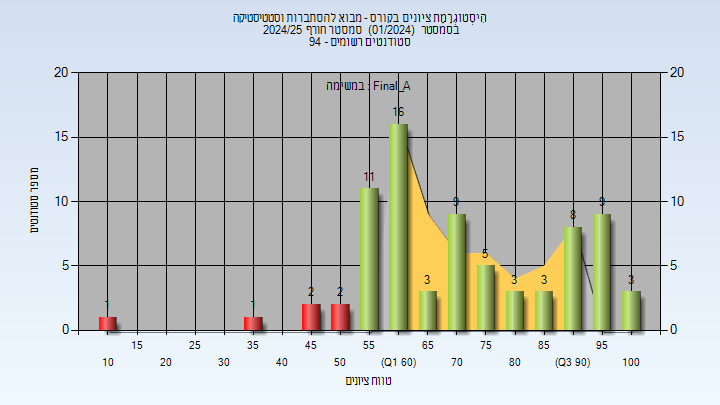 היסטוגרמת ציונים בקורס - מבוא להסתברות וסטטיסטיקה
בסמסטר (01/2024) סמסטר חורף 2024/25
סטודנטים רשומים - 94
במשימה : Final_A
20 20
15 15
10 10
5 5
0 0
מספר סטודנטים
1 1 2 2 11 16 3 9 5 3 3 8 9 3
15 25 35 45 55 65 75 85 95
10 20 30 40 50 (Q1 60) 70 80 (Q3 90) 100
טווח ציונים